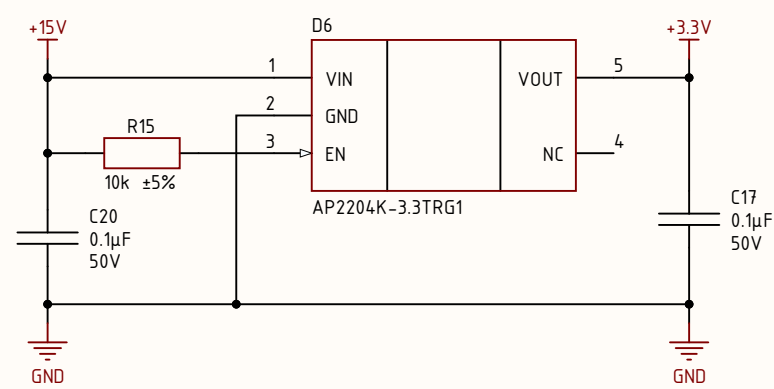 +15V
D6
+3.3V
1
VIN
VOUT
5
2
GND
R15
3
EN
NC
4
10k ±5%
AP2204K-3.3TRG1
C20
0.1µF
50V
C17
0.1µF
50V
GND
GND